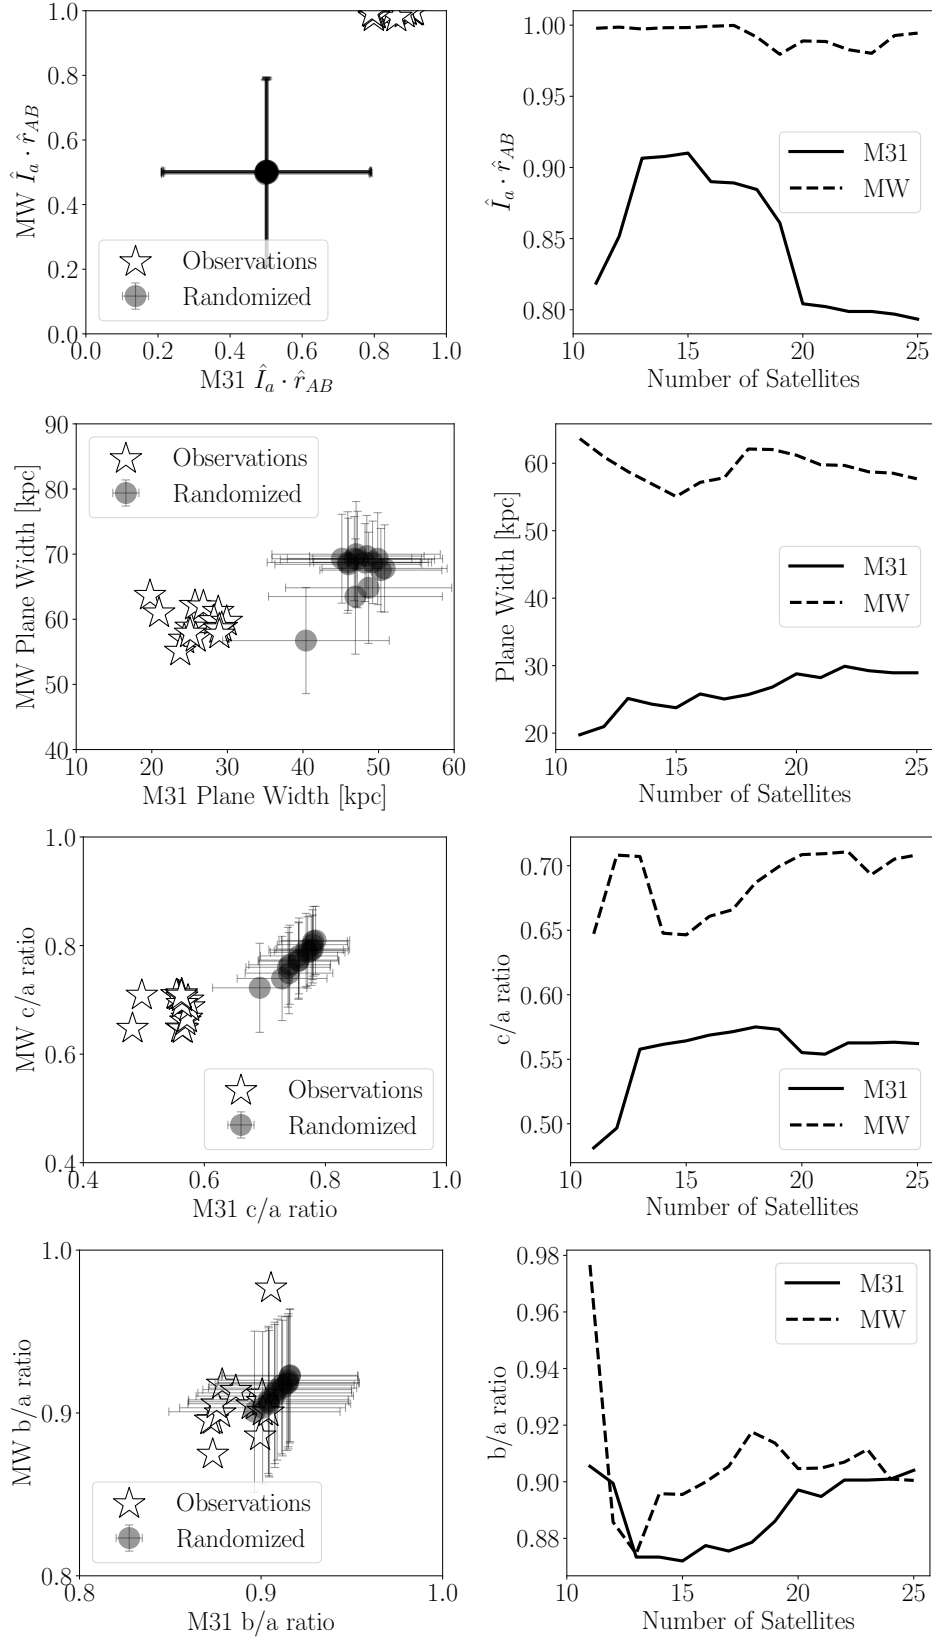 1.0
0.8
0.6
0.4
0.2
0.0
MW Î_a · r̂_AB
Observations
Randomized
0.0 0.2 0.4 0.6 0.8 1.0
M31 Î_a · r̂_AB
1.00
0.95
0.90
0.85
0.80
Î_a · r̂_AB
M31
MW
10 15 20 25
Number of Satellites
90
80
70
60
50
40
MW Plane Width [kpc]
Observations
Randomized
10 20 30 40 50 60
M31 Plane Width [kpc]
60
50
40
30
20
Plane Width [kpc]
M31
MW
10 15 20 25
Number of Satellites
1.0
0.8
0.6
0.4
MW c/a ratio
Observations
Randomized
0.4 0.6 0.8 1.0
M31 c/a ratio
0.70
0.65
0.60
0.55
0.50
c/a ratio
M31
MW
10 15 20 25
Number of Satellites
1.0
0.9
0.8
MW b/a ratio
Observations
Randomized
0.8 0.9 1.0
M31 b/a ratio
0.98
0.96
0.94
0.92
0.90
0.88
b/a ratio
M31
MW
10 15 20 25
Number of Satellites